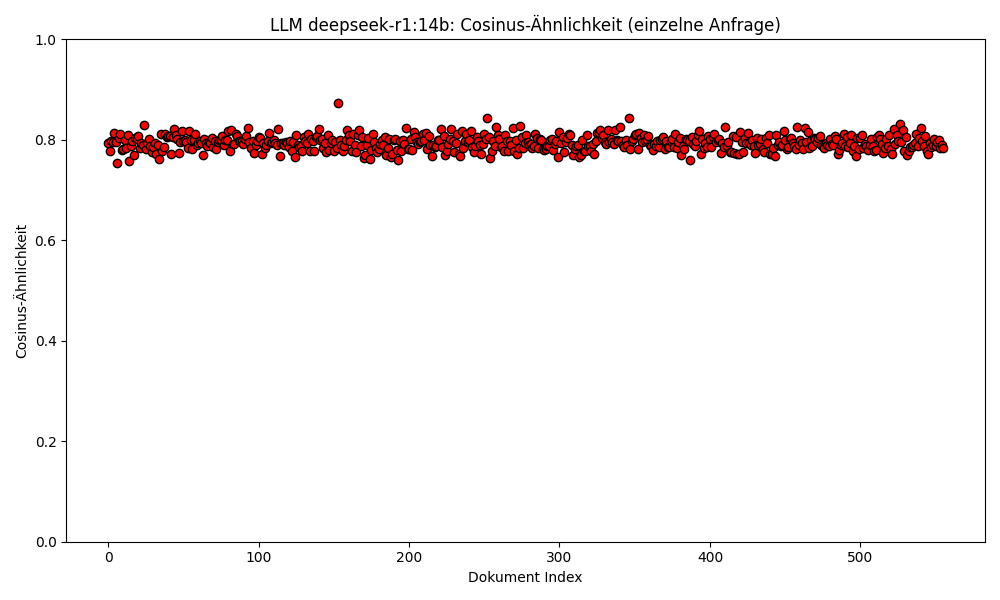 LLM deepseek-r1:14b: Cosinus-Ähnlichkeit (einzelne Anfrage)
1.0
0.8
0.6
0.4
0.2
0.0
Cosinus-Ähnlichkeit
0 100 200 300 400 500
Dokument Index